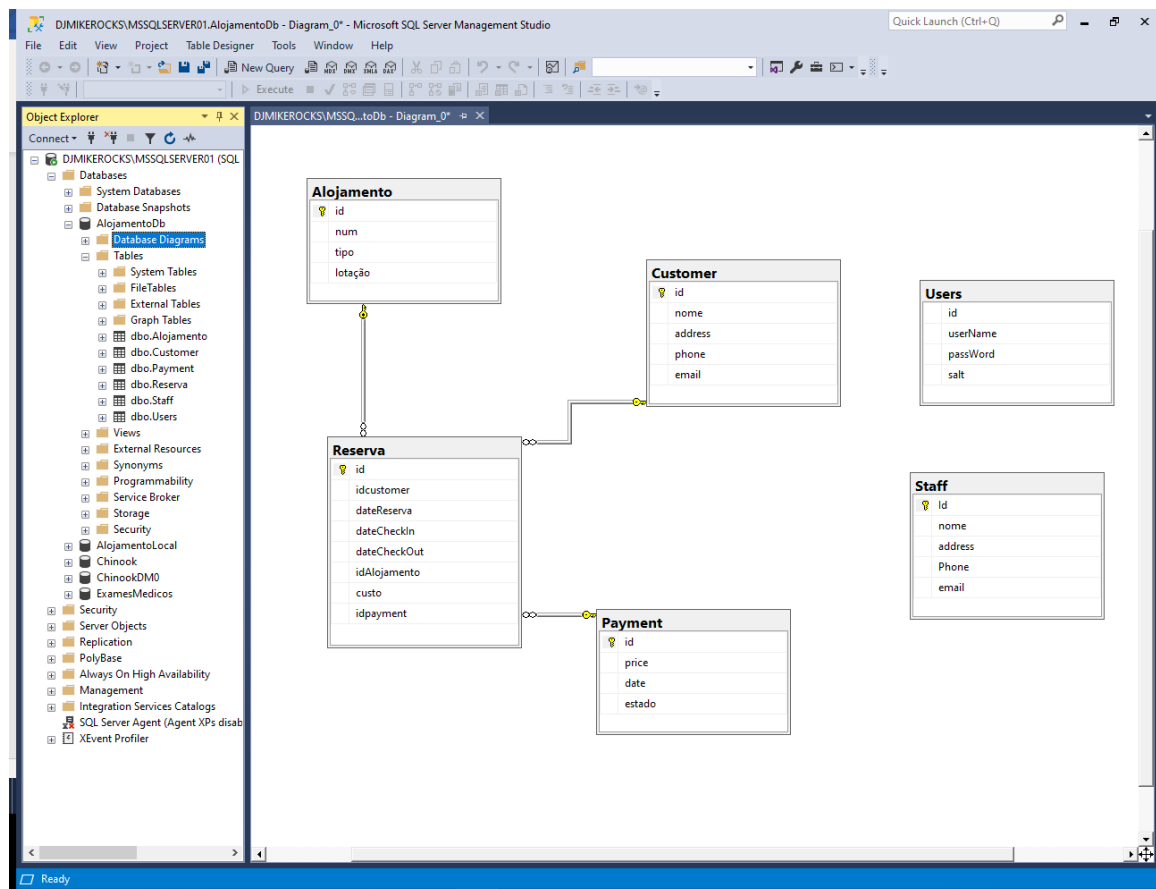 DJMIKEROCKS\MSSQLSERVER01.AlojamentoDb - Diagram_0* - Microsoft SQL Server Management Studio
Quick Launch (Ctrl+Q)
File Edit View Project Table Designer Tools Window Help
New Query MDX DMX XMLA DAX
Execute
Object Explorer
DJMIKEROCKS\MSSQ...toDb - Diagram_0*
Connect
DJMIKEROCKS\MSSQLSERVER01 (SQL
Databases
System Databases
Database Snapshots
AlojamentoDb
Database Diagrams
Tables
System Tables
FileTables
External Tables
Graph Tables
dbo.Alojamento
dbo.Customer
dbo.Payment
dbo.Reserva
dbo.Staff
dbo.Users
Views
External Resources
Synonyms
Programmability
Service Broker
Storage
Security
AlojamentoLocal
Chinook
ChinookDM0
ExamesMedicos
Security
Server Objects
Replication
PolyBase
Always On High Availability
Management
Integration Services Catalogs
SQL Server Agent (Agent XPs disab
XEvent Profiler
Alojamento
id
num
tipo
lotação
Customer
id
nome
address
phone
email
Users
id
userName
passWord
salt
Reserva
id
idcustomer
dateReserva
dateCheckIn
dateCheckOut
idAlojamento
custo
idpayment
Staff
Id
nome
address
Phone
email
Payment
id
price
date
estado
Ready